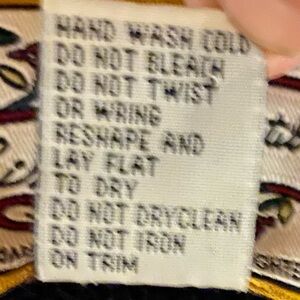 HAND WASH COLD
DO NOT BLEACH
DO NOT TWIST
OR WRING
RESHAPE AND
LAY FLAT
TO DRY
DO NOT DRYCLEAN
DO NOT IRON
ON TRIM